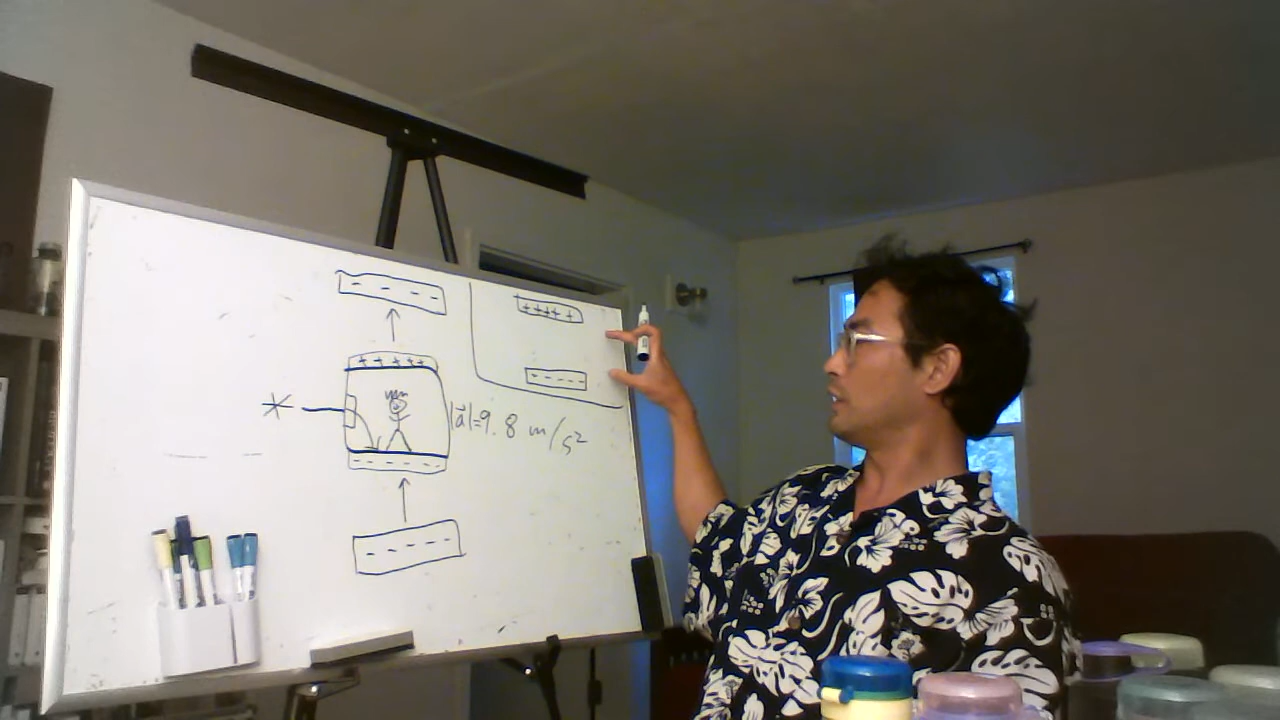 - - - -
+ + + + +
+ + + + +
- - - -
|a⃗|=9.8 m/s²
- - - - - -
- - - - -